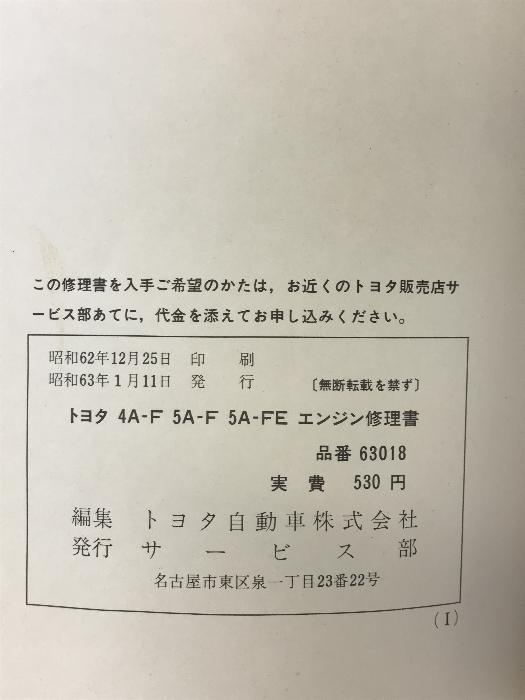 この修理書を入手ご希望のかたは，お近くのトヨタ販売店サ
ービス部あてに，代金を添えてお申し込みください。
昭和62年12月25日 印 刷
昭和63年1月11日 発 行 〔無断転載を禁ず〕
トヨタ 4A-F 5A-F 5A-FE エンジン修理書
品番 63018
実 費 530 円
編集 トヨタ自動車株式会社
発行 サービス部
名古屋市東区泉一丁目23番22号
(I)